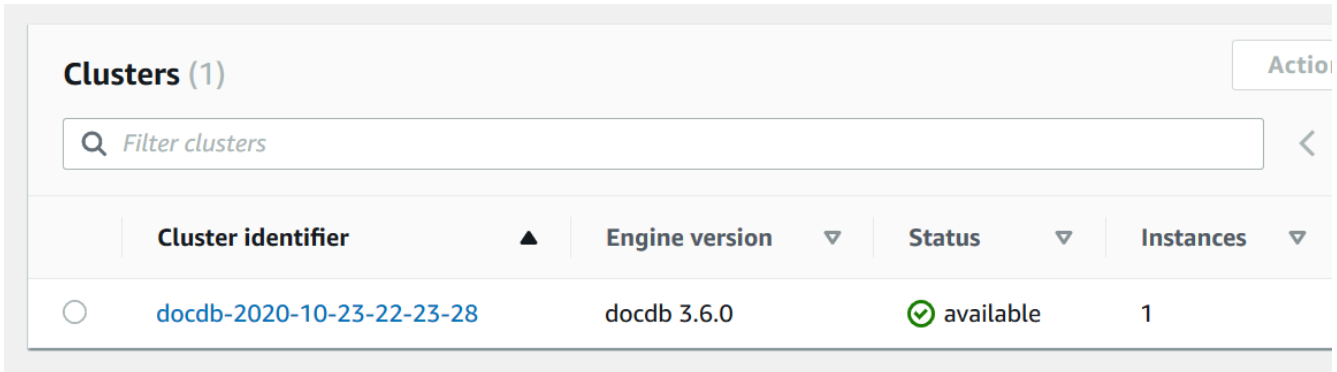 Clusters (1)
Actio
Filter clusters
Cluster identifier Engine version Status Instances
docdb-2020-10-23-22-23-28 docdb 3.6.0 available 1